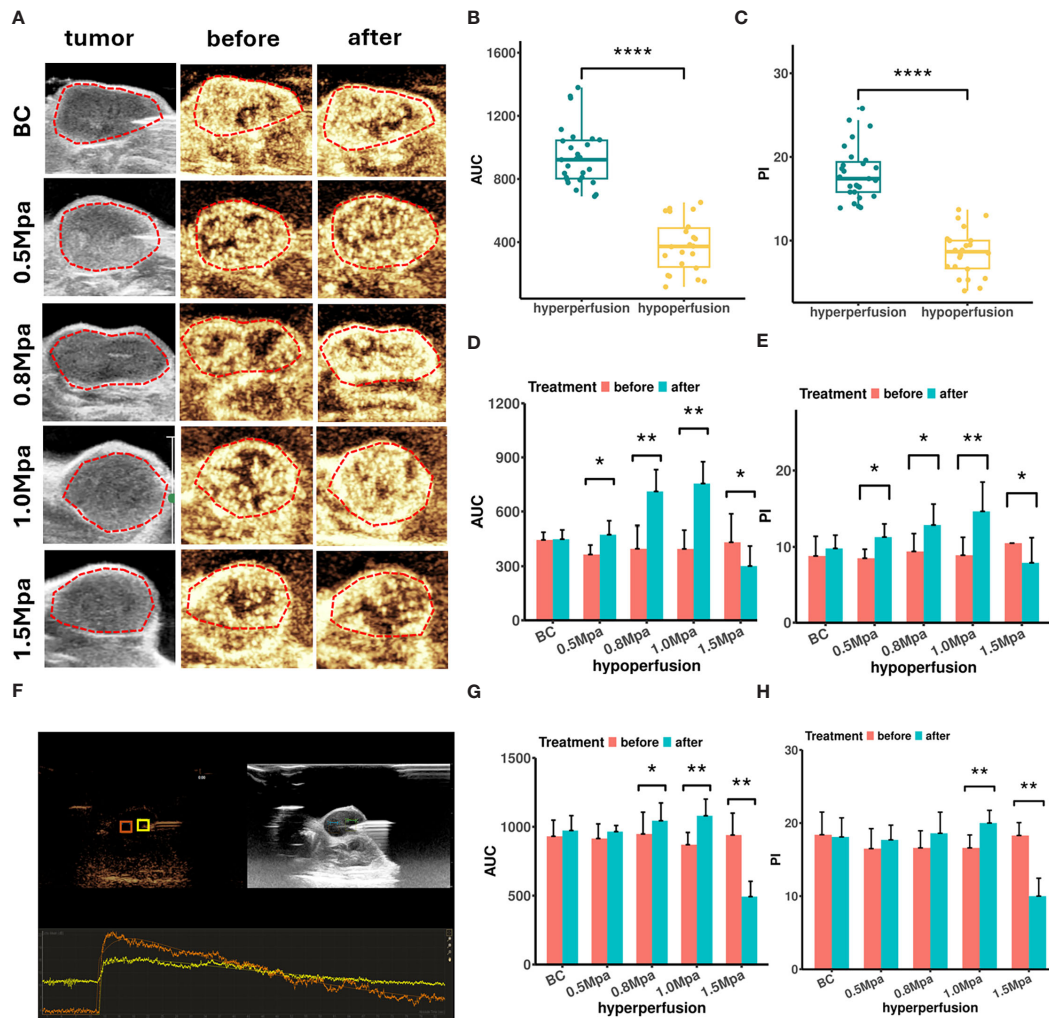 A
tumor before after
BC
0.5Mpa
0.8Mpa
1.0Mpa
1.5Mpa
B
AUC
1600
1200
800
400
****
hyperperfusion hypoperfusion
C
PI
30
20
10
****
hyperperfusion hypoperfusion
D
Treatment before after
AUC
1200
900
600
300
0
* ** ** *
BC 0.5Mpa 0.8Mpa 1.0Mpa 1.5Mpa
hypoperfusion
E
Treatment before after
PI
20
10
0
* * ** *
BC 0.5Mpa 0.8Mpa 1.0Mpa 1.5Mpa
hypoperfusion
F
G
Treatment before after
AUC
1500
1000
500
0
* ** **
BC 0.5Mpa 0.8Mpa 1.0Mpa 1.5Mpa
hyperperfusion
H
Treatment before after
PI
30
20
10
0
** **
BC 0.5Mpa 0.8Mpa 1.0Mpa 1.5Mpa
hyperperfusion